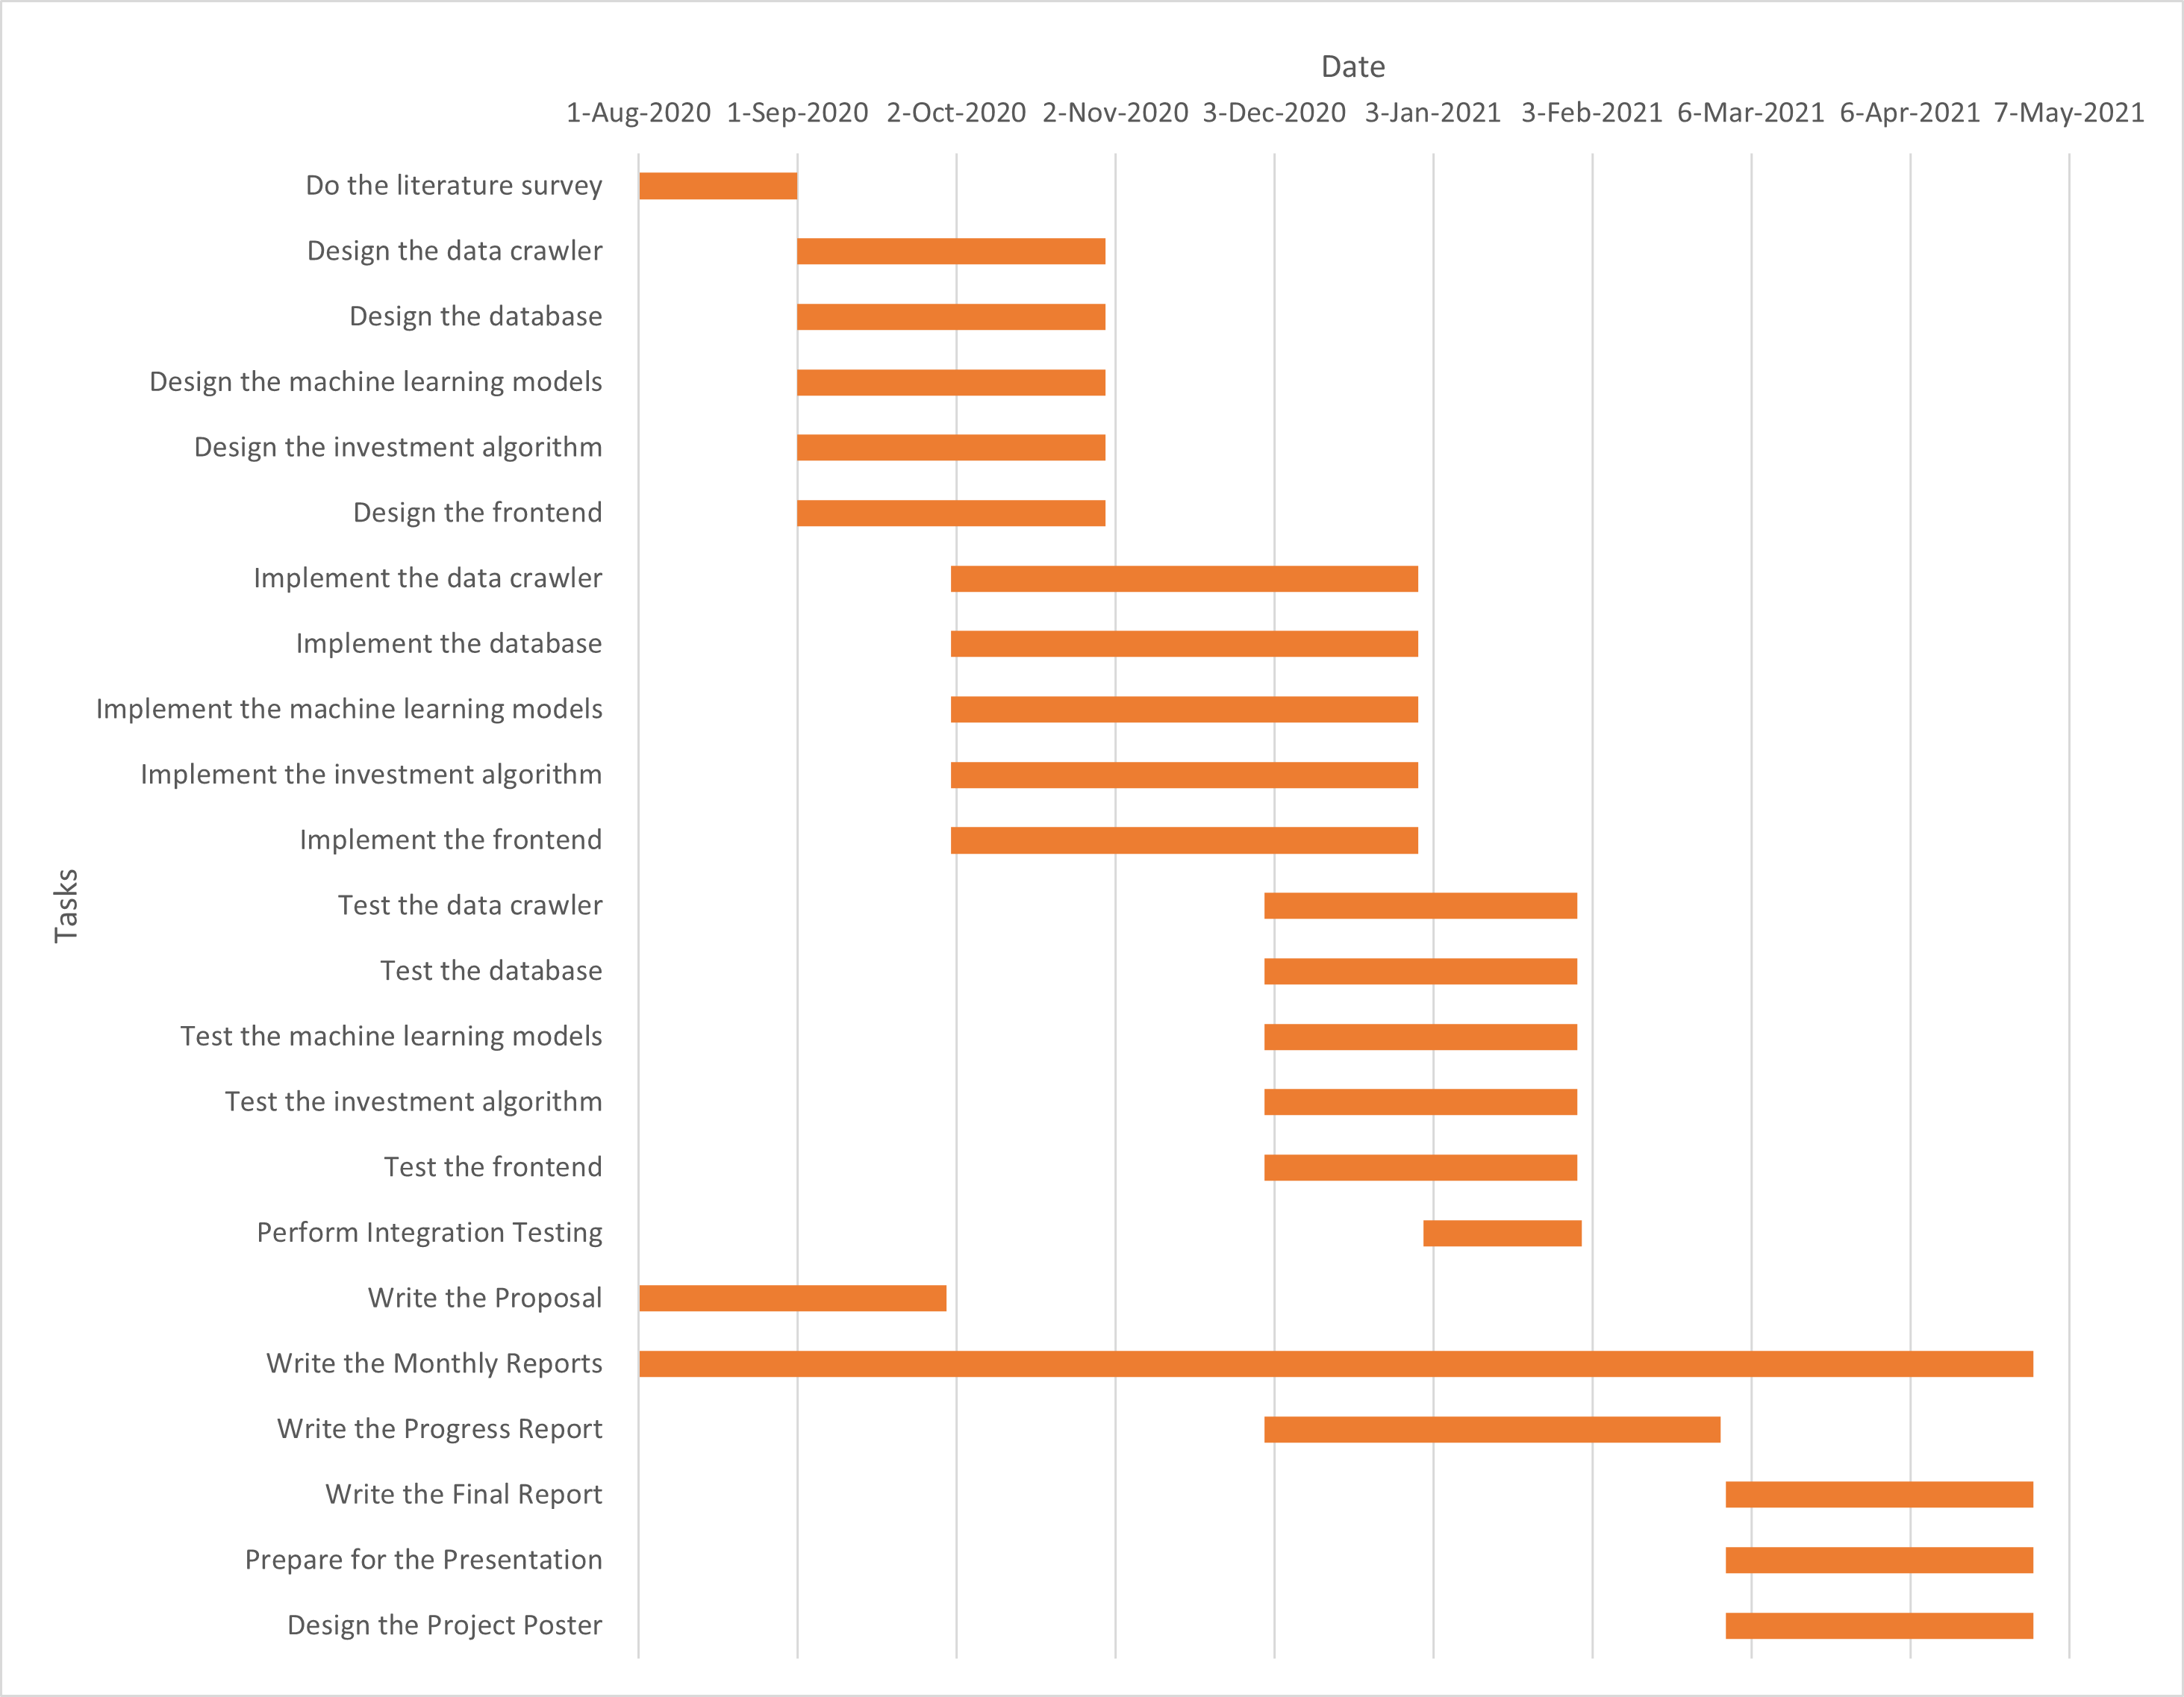 Date
1-Aug-2020 1-Sep-2020 2-Oct-2020 2-Nov-2020 3-Dec-2020 3-Jan-2021 3-Feb-2021 6-Mar-2021 6-Apr-2021 7-May-2021
Do the literature survey
Design the data crawler
Design the database
Design the machine learning models
Design the investment algorithm
Design the frontend
Implement the data crawler
Implement the database
Implement the machine learning models
Implement the investment algorithm
Implement the frontend
Tasks
Test the data crawler
Test the database
Test the machine learning models
Test the investment algorithm
Test the frontend
Perform Integration Testing
Write the Proposal
Write the Monthly Reports
Write the Progress Report
Write the Final Report
Prepare for the Presentation
Design the Project Poster